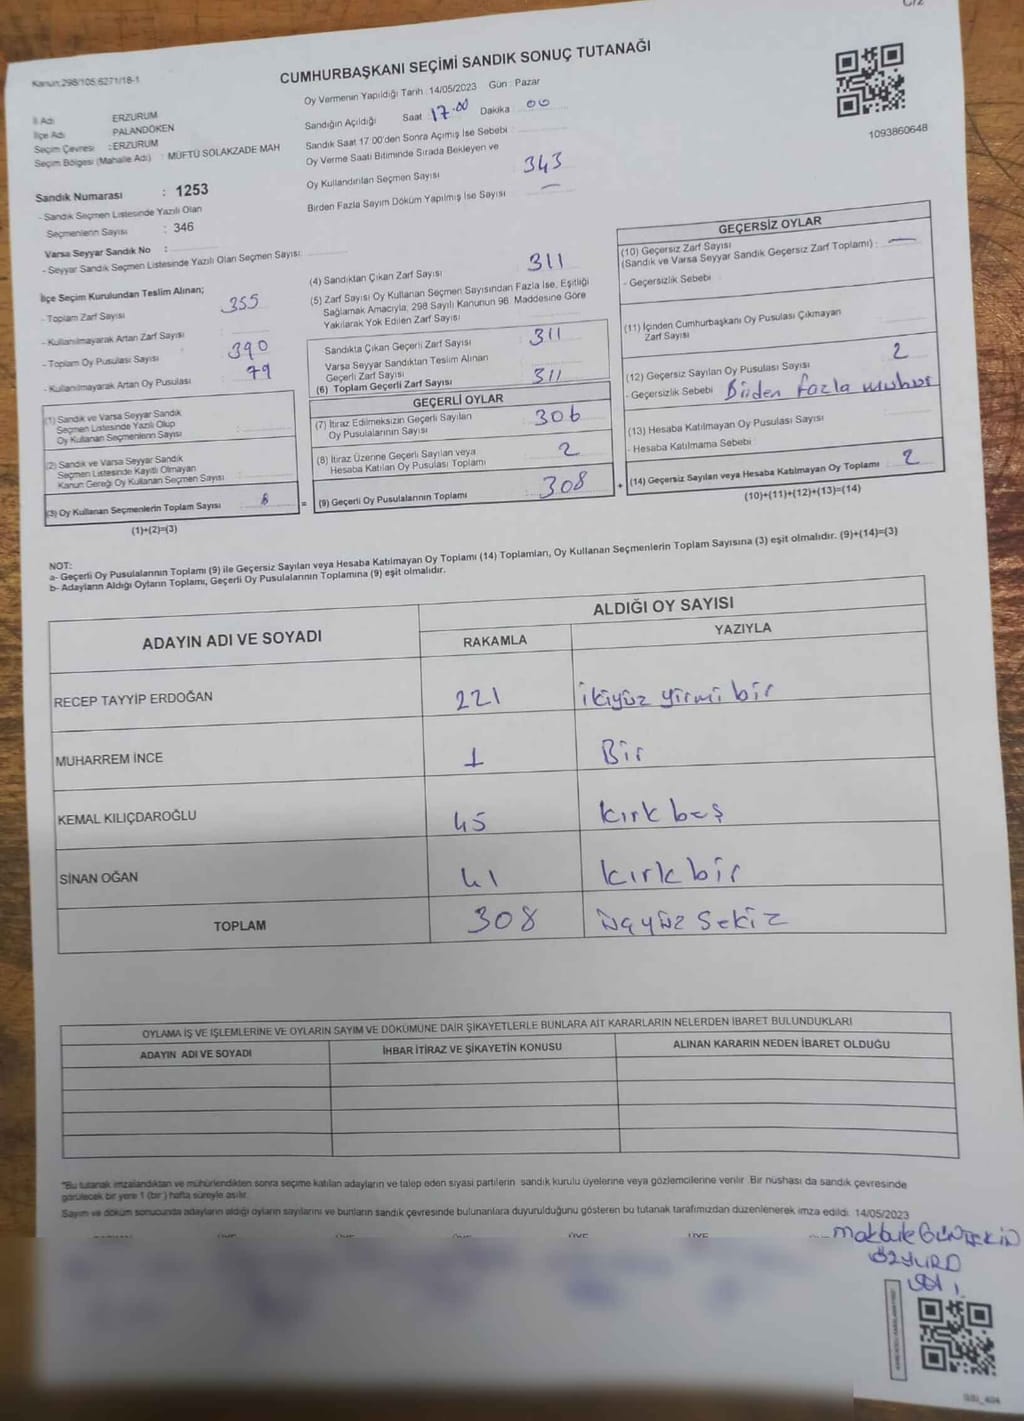 Kanun:298/105;6271/18-1
CUMHURBAŞKANI SEÇİMİ SANDIK SONUÇ TUTANAĞI
1093860648
İl Adı ERZURUM
İlçe Adı PALANDÖKEN
Seçim Çevresi : ERZURUM
Seçim Bölgesi (Mahalle Adı) : MÜFTÜ SOLAKZADE MAH
Sandık Numarası : 1253
- Sandık Seçmen Listesinde Yazılı Olan
Seçmenlerin Sayısı : 346
Varsa Seyyar Sandık No :
- Seyyar Sandık Seçmen Listesinde Yazılı Olan Seçmen Sayısı:
Oy Vermenin Yapıldığı Tarih : 14/05/2023 Gün : Pazar
Sandığın Açıldığı Saat 17.00 Dakika 00
Sandık Saat 17 00'den Sonra Açımış İse Sebebi :
Oy Verme Saati Bitiminde Sırada Bekleyen ve
Oy Kullandırılan Seçmen Sayısı 343
Birden Fazla Sayım Döküm Yapılmış İse Sayısı —
İlçe Seçim Kurulundan Teslim Alınan;
- Toplam Zarf Sayısı 355
- Kullanılmayarak Artan Zarf Sayısı :
- Toplam Oy Pusulası Sayısı 390
- Kullanılmayarak Artan Oy Pusulası 79
(1) Sandık ve Varsa Seyyar Sandık
Seçmen Listesinde Yazılı Olup
Oy Kullanan Seçmenlerin Sayısı :
(2) Sandık ve Varsa Seyyar Sandık
Seçmen Listesinde Kayıtlı Olmayan
Kanun Gereği Oy Kullanan Seçmen Sayısı :
(3) Oy Kullanan Seçmenlerin Toplam Sayısı
(1)+(2)=(3)
(4) Sandıktan Çıkan Zarf Sayısı 311
(5) Zarf Sayısı Oy Kullanan Seçmen Sayısından Fazla İse, Eşitliği
Sağlamak Amacıyla, 298 Sayılı Kanunun 98. Maddesine Göre
Yakılarak Yok Edilen Zarf Sayısı
Sandıkta Çıkan Geçerli Zarf Sayısı 311
Varsa Seyyar Sandıktan Teslim Alınan
Geçerli Zarf Sayısı
(6) Toplam Geçerli Zarf Sayısı 311
GEÇERLİ OYLAR
(7) İtiraz Edilmeksizin Geçerli Sayılan
Oy Pusulalarının Sayısı 306
(8) İtiraz Üzerine Geçerli Sayılan veya
Hesaba Katılan Oy Pusulası Toplamı 2
= (9) Geçerli Oy Pusulalarının Toplamı 308
GEÇERSİZ OYLAR
(10) Geçersiz Zarf Sayısı
(Sandık ve Varsa Seyyar Sandık Geçersiz Zarf Toplamı) : —
- Geçersizlik Sebebi
(11) İçinden Cumhurbaşkanı Oy Pusulası Çıkmayan
Zarf Sayısı
(12) Geçersiz Sayılan Oy Pusulası Sayısı 2
- Geçersizlik Sebebi Birden fazla mühür
(13) Hesaba Katılmayan Oy Pusulası Sayısı
- Hesaba Katılmama Sebebi
+ (14) Geçersiz Sayılan veya Hesaba Katılmayan Oy Toplamı 2
(10)+(11)+(12)+(13)=(14)
NOT:
a- Geçerli Oy Pusulalarının Toplamı (9) ile Geçersiz Sayılan veya Hesaba Katılmayan Oy Toplamı (14) Toplamları, Oy Kullanan Seçmenlerin Toplam Sayısına (3) eşit olmalıdır. (9)+(14)=(3)
b- Adayların Aldığı Oyların Toplamı, Geçerli Oy Pusulalarının Toplamına (9) eşit olmalıdır.
ADAYIN ADI VE SOYADI
ALDIĞI OY SAYISI
RAKAMLA YAZIYLA
RECEP TAYYİP ERDOĞAN 221 ikiyüz yirmi bir
MUHARREM İNCE 1 Bir
KEMAL KILIÇDAROĞLU 45 kırk beş
SİNAN OĞAN 41 kırk bir
TOPLAM 308 üçyüz sekiz
OYLAMA İŞ VE İŞLEMLERİNE VE OYLARIN SAYIM VE DÖKÜMÜNE DAİR ŞİKAYETLERLE BUNLARA AİT KARARLARIN NELERDEN İBARET BULUNDUKLARI
ADAYIN ADI VE SOYADI İHBAR İTİRAZ VE ŞİKAYETİN KONUSU ALINAN KARARIN NEDEN İBARET OLDUĞU
"Bu tutanak imzalandıktan ve mühürlendikten sonra seçime katılan adayların ve talep eden siyasi partilerin sandık kurulu üyelerine veya gözlemcilerine verilir. Bir nüshası da sandık çevresinde
görülecek bir yere 1 (bir) hafta süreyle asılır.
Sayım ve döküm sonucunda adayların aldığı oyların sayılarını ve bunların sandık çevresinde bulunanlara duyurulduğunu gösteren bu tutanak tarafımızdan düzenlenerek imza edildi. 14/05/2023
ÜYE ÜYE ÜYE ÜYE ÜYE
Makbule